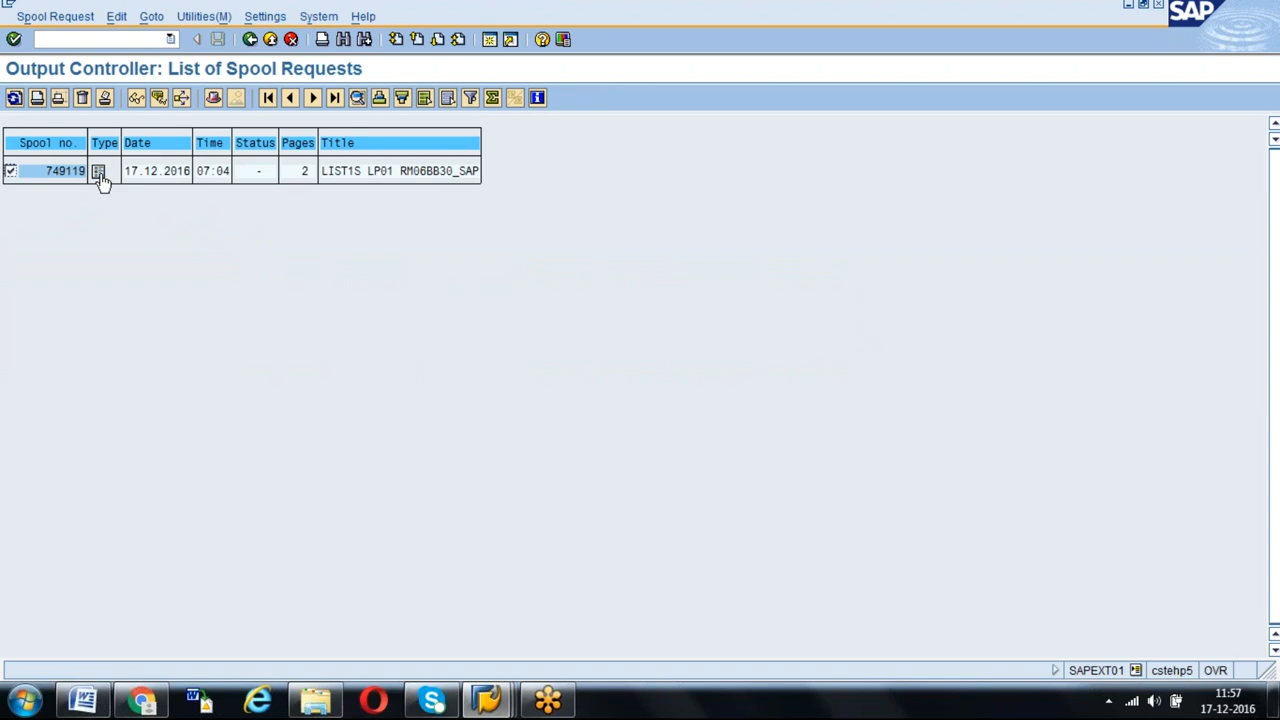 Spool Request Edit Goto Utilities(M) Settings System Help
SAP
Output Controller: List of Spool Requests
Spool no. Type Date Time Status Pages Title
749119 17.12.2016 07:04 - 2 LIST1S LP01 RM06BB30_SAP
SAPEXT01 cstehp5 OVR
11:57
17-12-2016